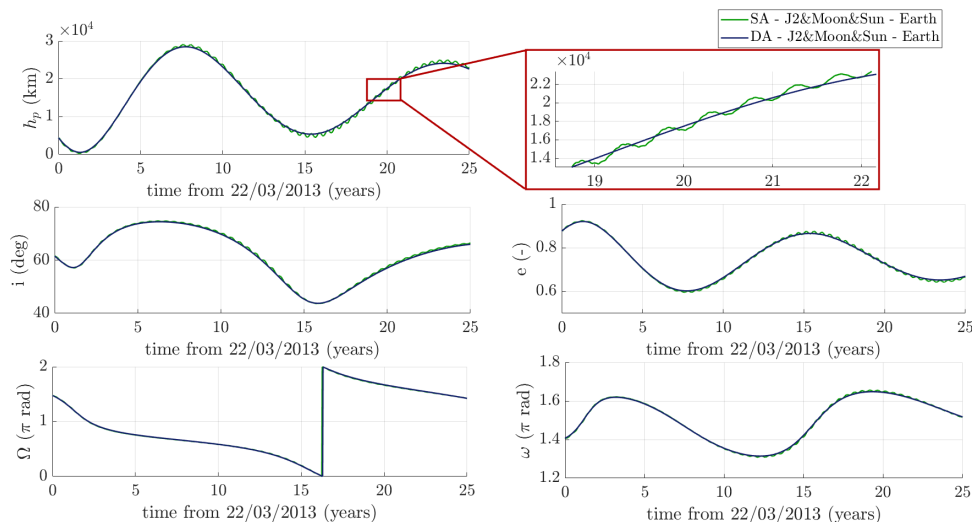 SA - J2&Moon&Sun - Earth
DA - J2&Moon&Sun - Earth
×10⁴
3
2
1
0
h_p (km)
0 5 10 15 20 25
time from 22/03/2013 (years)
×10⁴
2.2
2
1.8
1.6
1.4
19 20 21 22
80
60
40
i (deg)
0 5 10 15 20 25
time from 22/03/2013 (years)
1
0.8
0.6
e (-)
0 5 10 15 20 25
time from 22/03/2013 (years)
2
1
0
Ω (π rad)
0 5 10 15 20 25
time from 22/03/2013 (years)
1.8
1.6
1.4
1.2
ω (π rad)
0 5 10 15 20 25
time from 22/03/2013 (years)